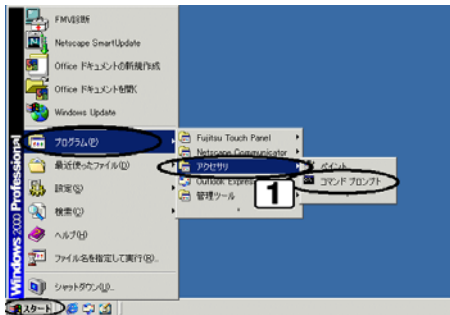 FMV診断
Netscape SmartUpdate
Office ドキュメントの新規作成
Office ドキュメントを開く
Windows Update
プログラム(P)
最近使ったファイル(D)
設定(S)
検索(C)
ヘルプ(H)
ファイル名を指定して実行(R)...
シャットダウン(U)...
Windows 2000 Professional
スタート
Fujitsu Touch Panel
Netscape Communicator
アクセサリ
Outlook Express
管理ツール
1
ペイント
コマンド プロンプト